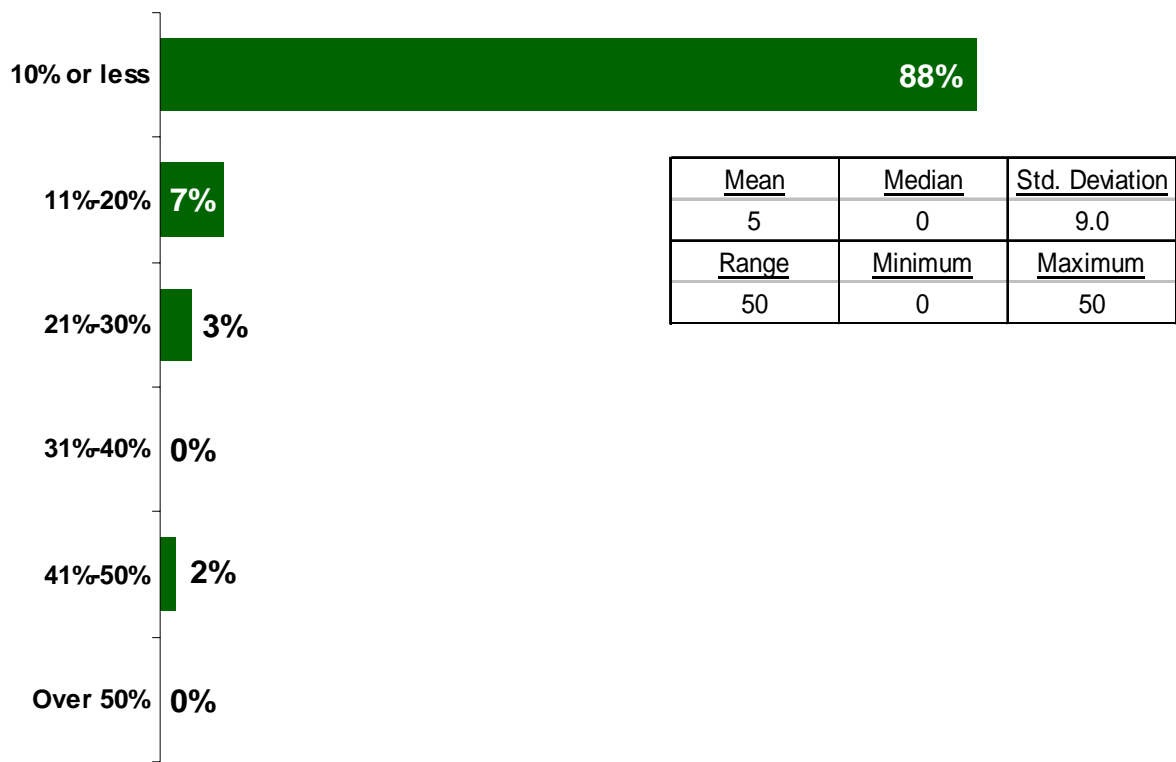 10% or less 88%
11%-20% 7%
21%-30% 3%
31%-40% 0%
41%-50% 2%
Over 50% 0%
Mean Median Std. Deviation
5 0 9.0
Range Minimum Maximum
50 0 50